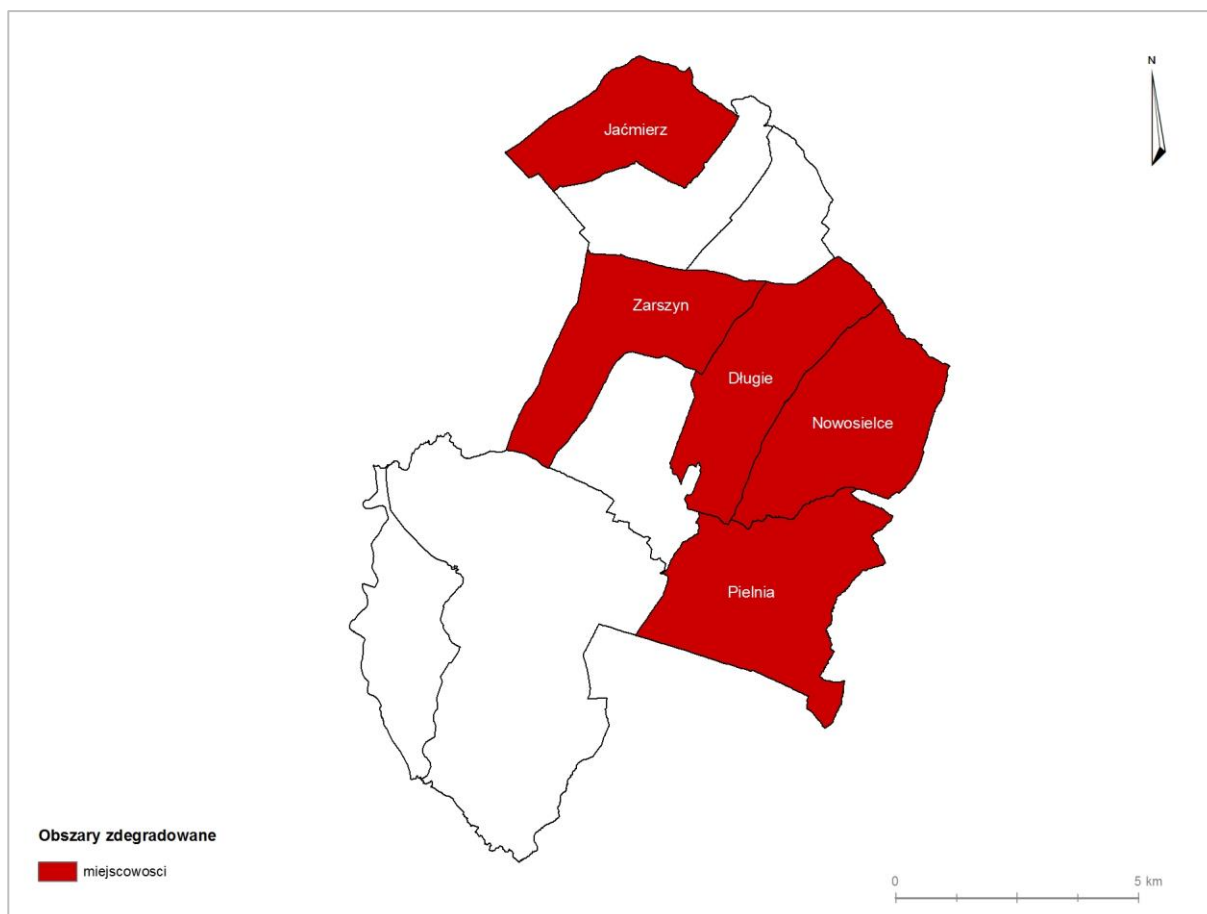 N
Jaćmierz
Zarszyn
Długie
Nowosielce
Pielnia
Obszary zdegradowane
miejscowosci
0 5 km